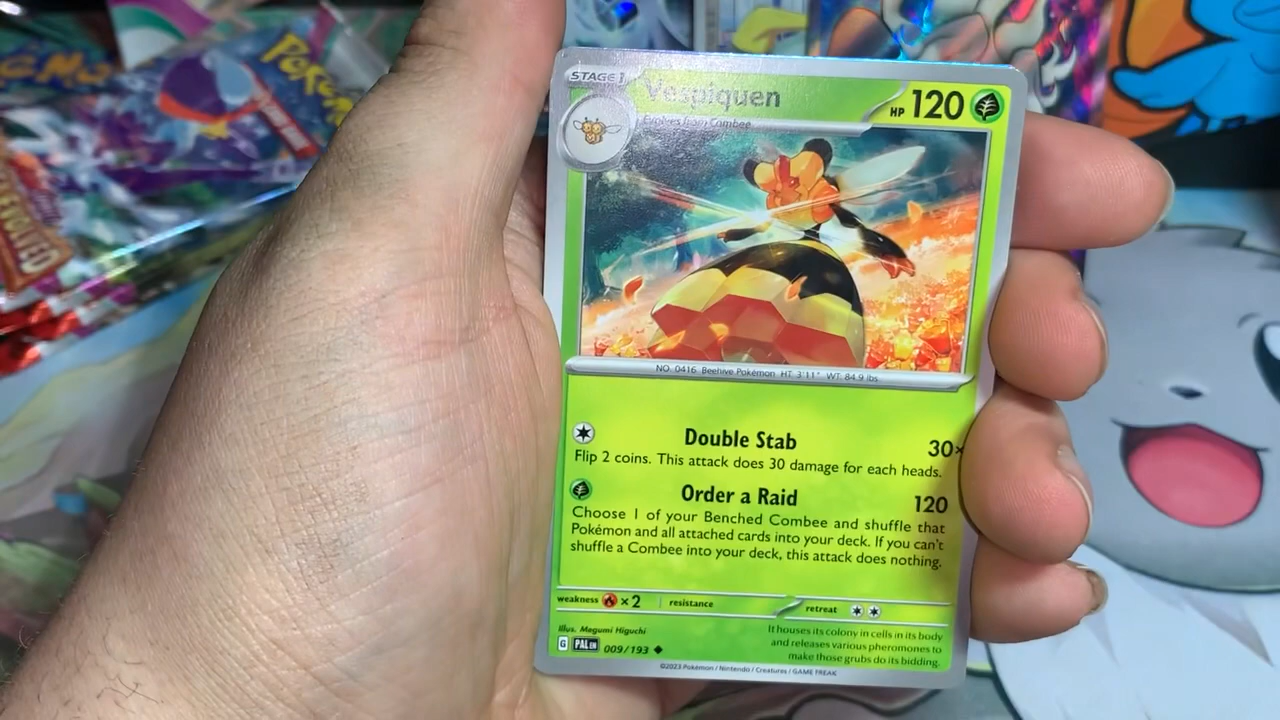 POKÉM
EVOLVED
STAGE 1
Vespiquen
HP 120
Evolves from Combee
NO. 0416 Beehive Pokémon HT: 3'11" WT: 84.9 lbs.
Double Stab 30×
Flip 2 coins. This attack does 30 damage for each heads.
Order a Raid 120
Choose 1 of your Benched Combee and shuffle that
Pokémon and all attached cards into your deck. If you can't
shuffle a Combee into your deck, this attack does nothing.
weakness ×2 resistance retreat
Illus. Megumi Higuchi
G PAL EN 009/193
It houses its colony in cells in its body
and releases various pheromones to
make those grubs do its bidding.
©2023 Pokémon / Nintendo / Creatures / GAME FREAK